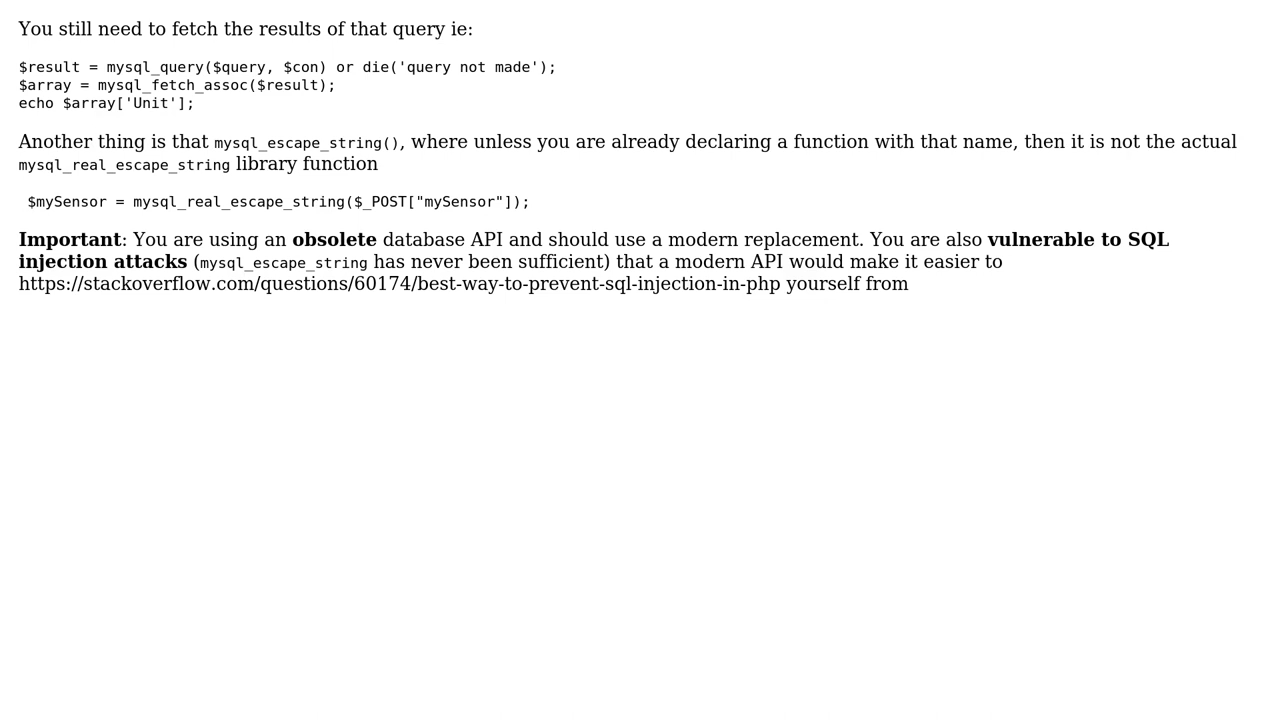 You still need to fetch the results of that query ie:
$result = mysql_query($query, $con) or die('query not made');
$array = mysql_fetch_assoc($result);
echo $array['Unit'];
Another thing is that mysql_escape_string(), where unless you are already declaring a function with that name, then it is not the actual
mysql_real_escape_string library function
$mySensor = mysql_real_escape_string($_POST["mySensor"]);
Important: You are using an obsolete database API and should use a modern replacement. You are also vulnerable to SQL
injection attacks (mysql_escape_string has never been sufficient) that a modern API would make it easier to
https://stackoverflow.com/questions/60174/best-way-to-prevent-sql-injection-in-php yourself from